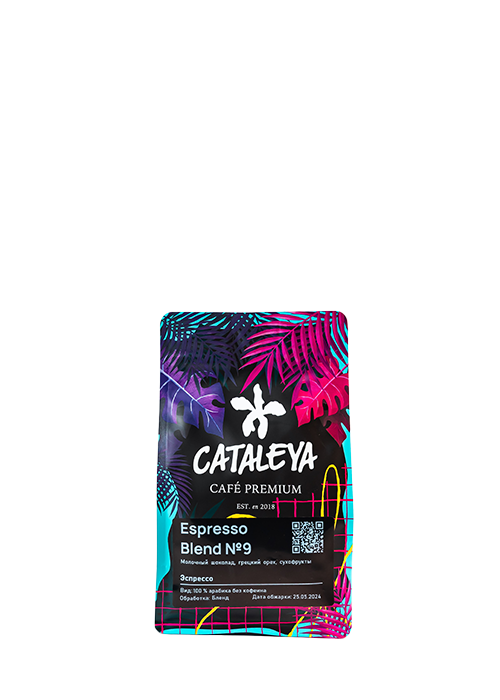 CATALEYA
CAFÉ PREMIUM
EST. en 2018
Espresso
Blend №9
Молочный шоколад, грецкий орех, сухофрукты
Эспрессо
Вид: 100 % арабика без кофеина
Обработка: Бленд Дата обжарки: 25.05.2024